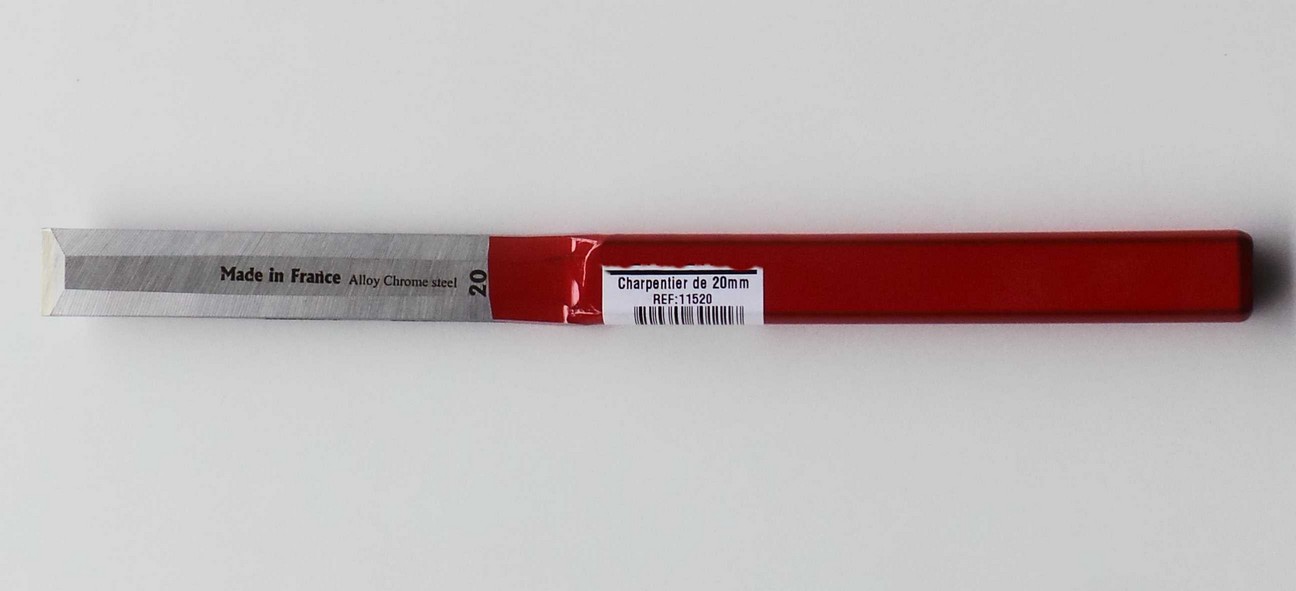 Made in France Alloy Chrome steel
20
Charpentier de 20mm
REF:11520